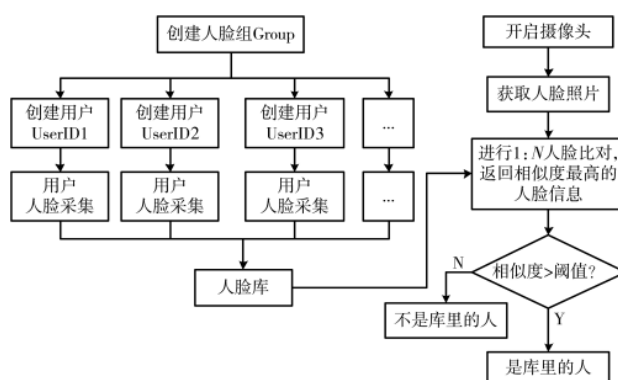 创建人脸组Group
创建用户
UserID1
创建用户
UserID2
创建用户
UserID3
...
用户
人脸采集
用户
人脸采集
用户
人脸采集
...
人脸库
开启摄像头
获取人脸照片
进行1:N人脸比对,
返回相似度最高的
人脸信息
相似度>阈值?
N
Y
不是库里的人
是库里的人